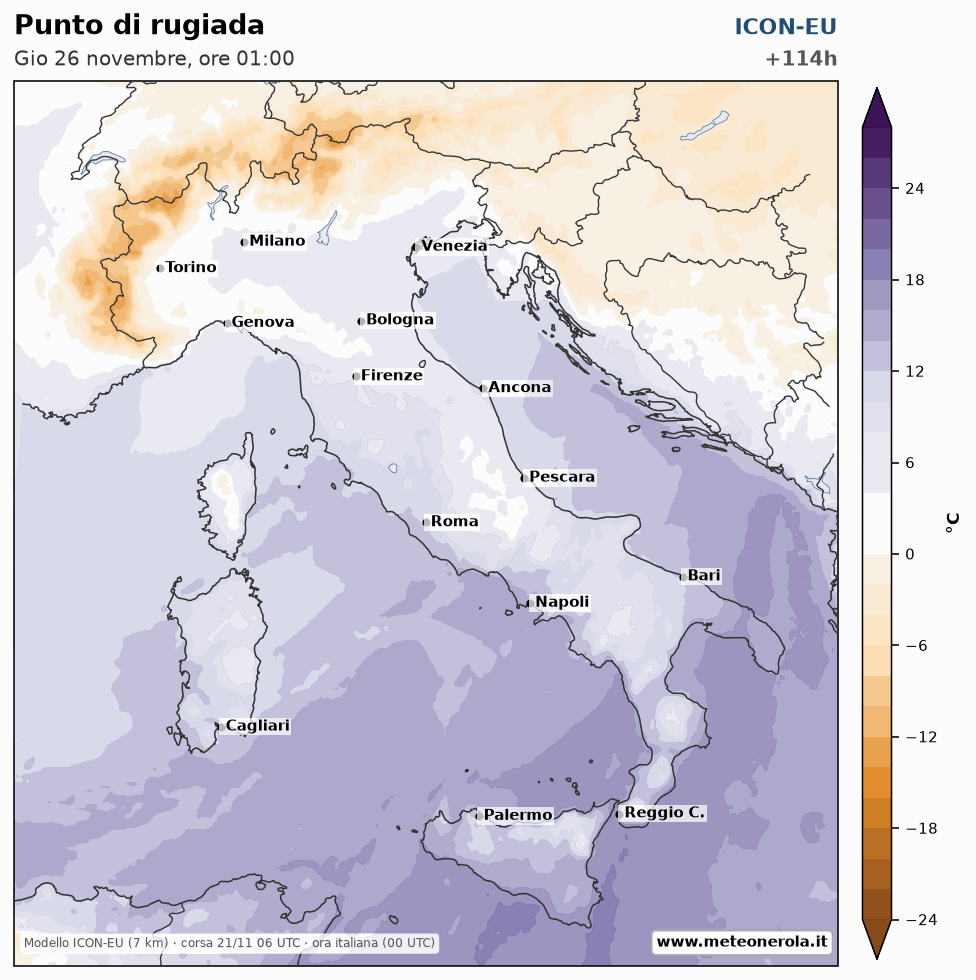 Punto di rugiada
ICON-EU
Gio 26 novembre, ore 01:00
+114h
24
18
12
6
0
−6
−12
−18
−24
°C
Milano
Venezia
Torino
Genova
Bologna
Firenze
Ancona
Pescara
Roma
Bari
Napoli
Cagliari
Palermo
Reggio C.
Modello ICON-EU (7 km) · corsa 21/11 06 UTC · ora italiana (00 UTC)
www.meteonerola.it